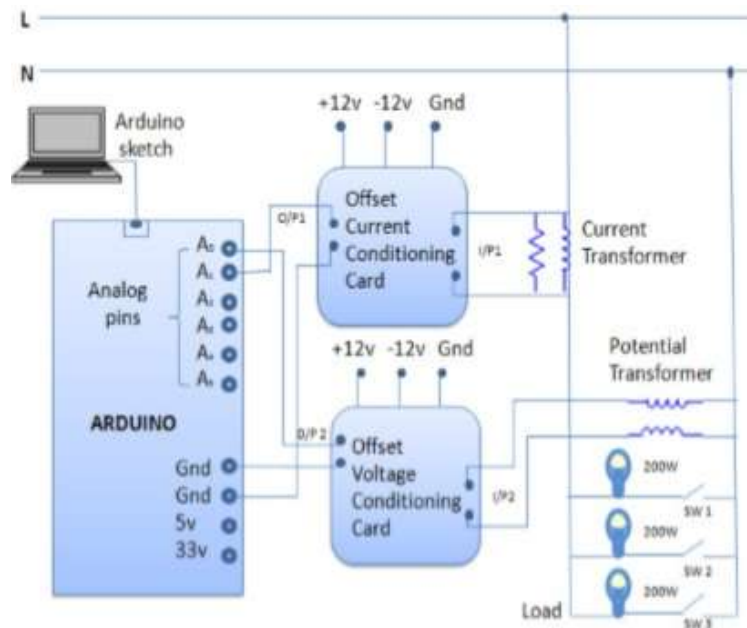 L
N
Arduino
sketch
+12v -12v Gnd
Offset
Current
Conditioning
Card
O/P1
I/P1
Current
Transformer
Analog
pins
A₀
A₁
ARDUINO
Gnd
Gnd
5v
33v
+12v -12v Gnd
Offset
Voltage
Conditioning
Card
I/P2
Potential
Transformer
200W
SW 1
200W
SW 2
200W
SW 3
Load